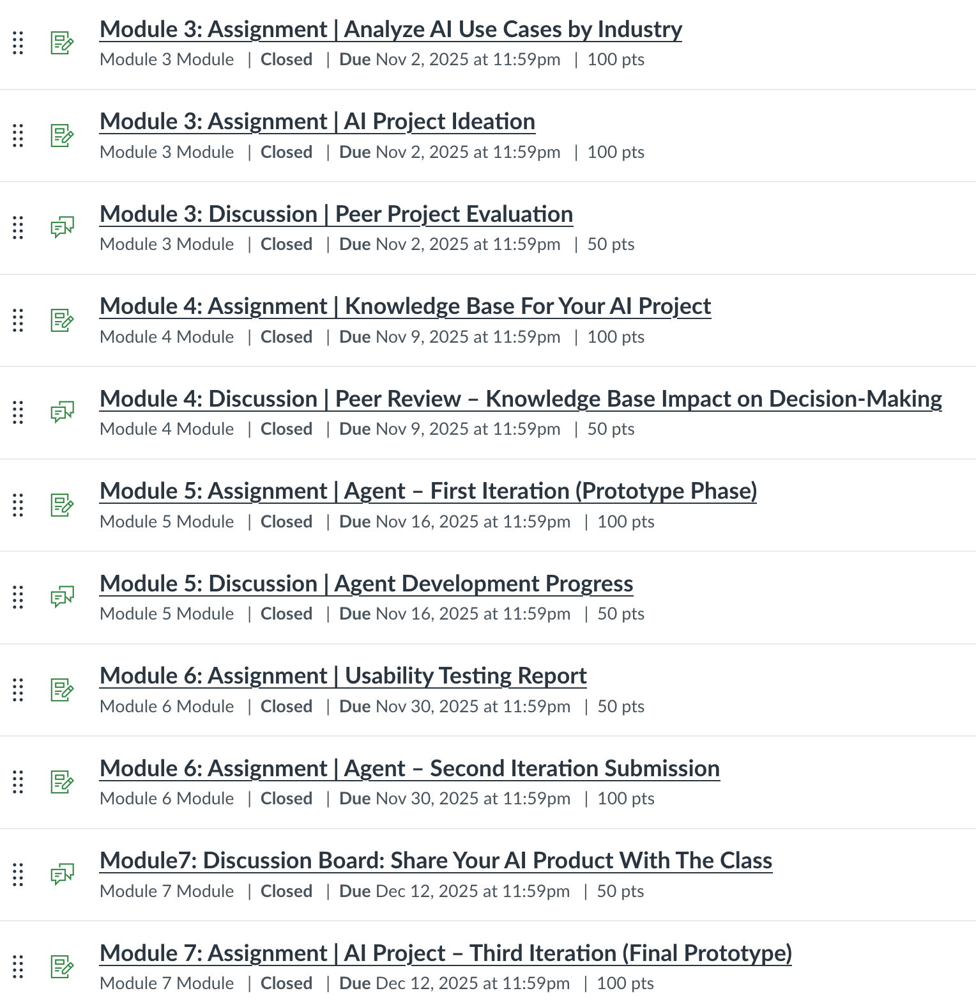 Module 3: Assignment | Analyze AI Use Cases by Industry
Module 3 Module | Closed | Due Nov 2, 2025 at 11:59pm | 100 pts
Module 3: Assignment | AI Project Ideation
Module 3 Module | Closed | Due Nov 2, 2025 at 11:59pm | 100 pts
Module 3: Discussion | Peer Project Evaluation
Module 3 Module | Closed | Due Nov 2, 2025 at 11:59pm | 50 pts
Module 4: Assignment | Knowledge Base For Your AI Project
Module 4 Module | Closed | Due Nov 9, 2025 at 11:59pm | 100 pts
Module 4: Discussion | Peer Review – Knowledge Base Impact on Decision-Making
Module 4 Module | Closed | Due Nov 9, 2025 at 11:59pm | 50 pts
Module 5: Assignment | Agent – First Iteration (Prototype Phase)
Module 5 Module | Closed | Due Nov 16, 2025 at 11:59pm | 100 pts
Module 5: Discussion | Agent Development Progress
Module 5 Module | Closed | Due Nov 16, 2025 at 11:59pm | 50 pts
Module 6: Assignment | Usability Testing Report
Module 6 Module | Closed | Due Nov 30, 2025 at 11:59pm | 50 pts
Module 6: Assignment | Agent – Second Iteration Submission
Module 6 Module | Closed | Due Nov 30, 2025 at 11:59pm | 100 pts
Module7: Discussion Board: Share Your AI Product With The Class
Module 7 Module | Closed | Due Dec 12, 2025 at 11:59pm | 50 pts
Module 7: Assignment | AI Project – Third Iteration (Final Prototype)
Module 7 Module | Closed | Due Dec 12, 2025 at 11:59pm | 100 pts